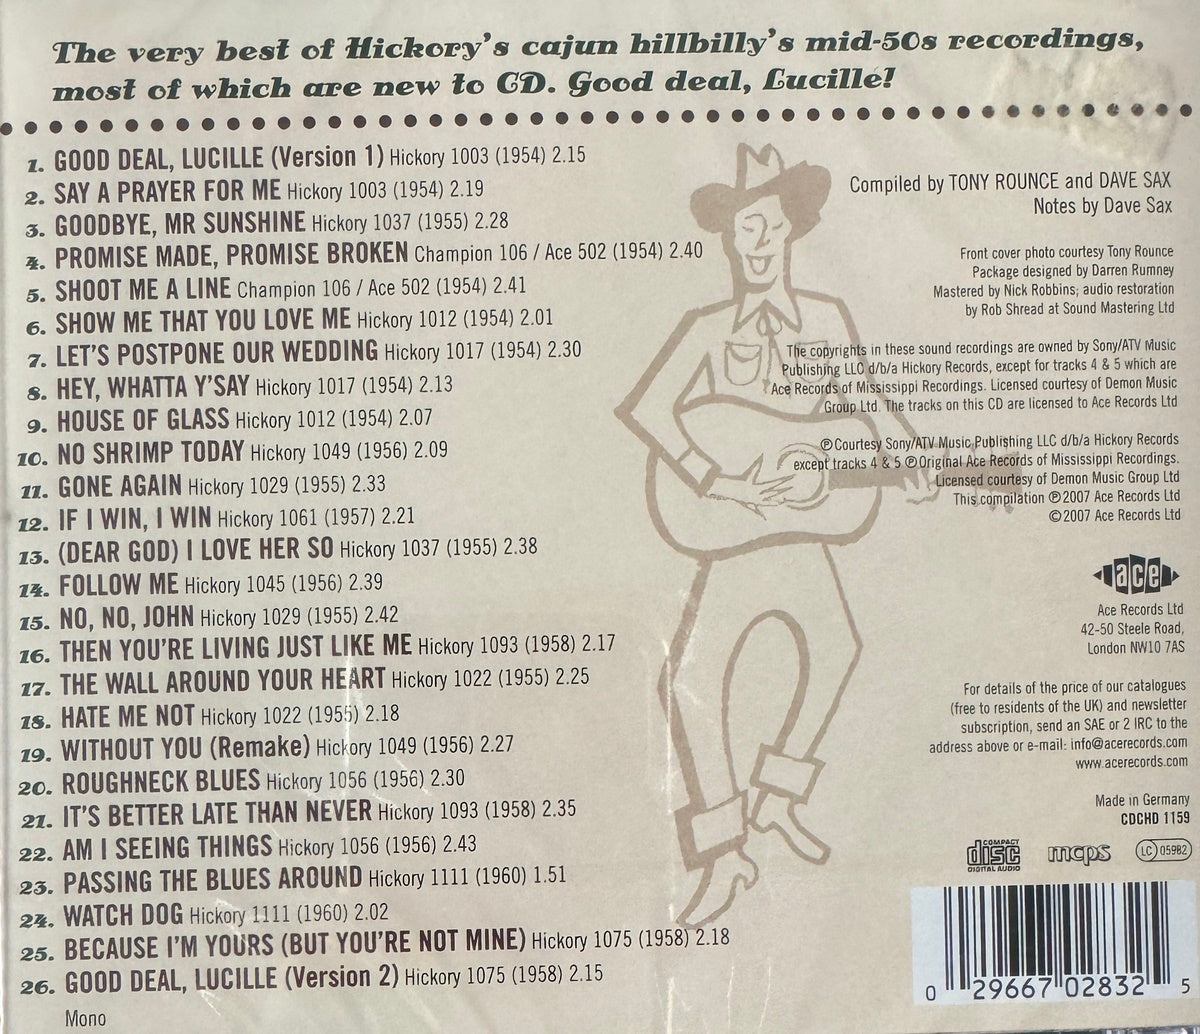 The very best of Hickory's cajun hillbilly's mid-50s recordings,
most of which are new to CD. Good deal, Lucille!
1. GOOD DEAL, LUCILLE (Version 1) Hickory 1003 (1954) 2.15
2. SAY A PRAYER FOR ME Hickory 1003 (1954) 2.19
3. GOODBYE, MR SUNSHINE Hickory 1037 (1955) 2.28
4. PROMISE MADE, PROMISE BROKEN Champion 106 / Ace 502 (1954) 2.40
5. SHOOT ME A LINE Champion 106 / Ace 502 (1954) 2.41
6. SHOW ME THAT YOU LOVE ME Hickory 1012 (1954) 2.01
7. LET'S POSTPONE OUR WEDDING Hickory 1017 (1954) 2.30
8. HEY, WHATTA Y'SAY Hickory 1017 (1954) 2.13
9. HOUSE OF GLASS Hickory 1012 (1954) 2.07
10. NO SHRIMP TODAY Hickory 1049 (1956) 2.09
11. GONE AGAIN Hickory 1029 (1955) 2.33
12. IF I WIN, I WIN Hickory 1061 (1957) 2.21
13. (DEAR GOD) I LOVE HER SO Hickory 1037 (1955) 2.38
14. FOLLOW ME Hickory 1045 (1956) 2.39
15. NO, NO, JOHN Hickory 1029 (1955) 2.42
16. THEN YOU'RE LIVING JUST LIKE ME Hickory 1093 (1958) 2.17
17. THE WALL AROUND YOUR HEART Hickory 1022 (1955) 2.25
18. HATE ME NOT Hickory 1022 (1955) 2.18
19. WITHOUT YOU (Remake) Hickory 1049 (1956) 2.27
20. ROUGHNECK BLUES Hickory 1056 (1956) 2.30
21. IT'S BETTER LATE THAN NEVER Hickory 1093 (1958) 2.35
22. AM I SEEING THINGS Hickory 1056 (1956) 2.43
23. PASSING THE BLUES AROUND Hickory 1111 (1960) 1.51
24. WATCH DOG Hickory 1111 (1960) 2.02
25. BECAUSE I'M YOURS (BUT YOU'RE NOT MINE) Hickory 1075 (1958) 2.18
26. GOOD DEAL, LUCILLE (Version 2) Hickory 1075 (1958) 2.15
Mono
Compiled by TONY ROUNCE and DAVE SAX
Notes by Dave Sax
Front cover photo courtesy Tony Rounce
Package designed by Darren Rumney
Mastered by Nick Robbins; audio restoration
by Rob Shread at Sound Mastering Ltd
The copyrights in these sound recordings are owned by Sony/ATV Music
Publishing LLC d/b/a Hickory Records, except for tracks 4 & 5 which are
Ace Records of Mississippi Recordings. Licensed courtesy of Demon Music
Group Ltd. The tracks on this CD are licensed to Ace Records Ltd
℗Courtesy Sony/ATV Music Publishing LLC d/b/a Hickory Records
except tracks 4 & 5 ℗Original Ace Records of Mississippi Recordings.
Licensed courtesy of Demon Music Group Ltd
This compilation ℗2007 Ace Records Ltd
©2007 Ace Records Ltd
ace
Ace Records Ltd
42-50 Steele Road,
London NW10 7AS
For details of the price of our catalogues
(free to residents of the UK) and newsletter
subscription, send an SAE or 2 IRC to the
address above or e-mail: info@acerecords.com
www.acerecords.com
Made in Germany
CDCHD 1159
COMPACT disc DIGITAL AUDIO mcps LC 05982
0 29667 02832 5